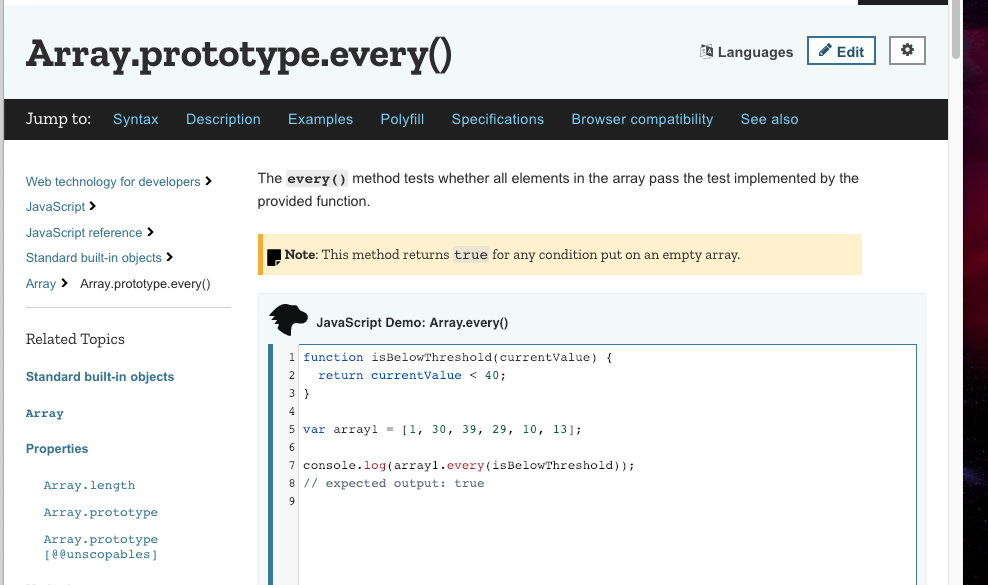 Array.prototype.every()
Languages
Edit
Jump to: Syntax Description Examples Polyfill Specifications Browser compatibility See also
Web technology for developers
JavaScript
JavaScript reference
Standard built-in objects
Array Array.prototype.every()
Related Topics
Standard built-in objects
Array
Properties
Array.length
Array.prototype
Array.prototype
[@@unscopables]
The every() method tests whether all elements in the array pass the test implemented by the
provided function.
Note: This method returns true for any condition put on an empty array.
JavaScript Demo: Array.every()
1 function isBelowThreshold(currentValue) {
2 return currentValue < 40;
3 }
4
5 var array1 = [1, 30, 39, 29, 10, 13];
6
7 console.log(array1.every(isBelowThreshold));
8 // expected output: true
9